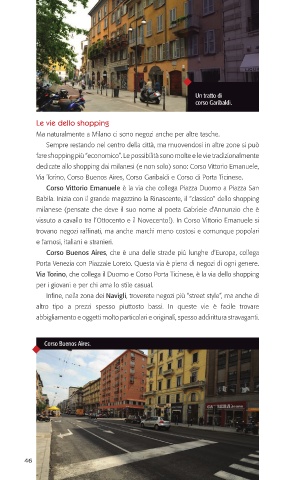 Un tratto di
corso Garibaldi.
Le vie dello shopping
Ma naturalmente a Milano ci sono negozi anche per altre tasche.
Sempre restando nel centro della città, ma muovendosi in altre zone si può
fare shopping più "economico". Le possibilità sono molte e le vie tradizionalmente
dedicate allo shopping dai milanesi (e non solo) sono: Corso Vittorio Emanuele,
Via Torino, Corso Buenos Aires, Corso Garibaldi e Corso di Porta Ticinese.
Corso Vittorio Emanuele è la via che collega Piazza Duomo a Piazza San
Babila. Inizia con il grande magazzino la Rinascente, il "classico" dello shopping
milanese (pensate che deve il suo nome al poeta Gabriele d'Annunzio che è
vissuto a cavallo tra l'Ottocento e il Novecento!). In Corso Vittorio Emanuele si
trovano negozi raffinati, ma anche marchi meno costosi e comunque popolari
e famosi, italiani e stranieri.
Corso Buenos Aires, che è una delle strade più lunghe d'Europa, collega
Porta Venezia con Piazzale Loreto. Questa via è piena di negozi di ogni genere.
Via Torino, che collega il Duomo e Corso Porta Ticinese, è la via dello shopping
per i giovani e per chi ama lo stile casual.
Infine, nella zona dei Navigli, troverete negozi più "street style", ma anche di
altro tipo a prezzi spesso piuttosto bassi. In queste vie è facile trovare
abbigliamento e oggetti molto particolari e originali, spesso addirittura stravaganti.
Corso Buenos Aires.
46